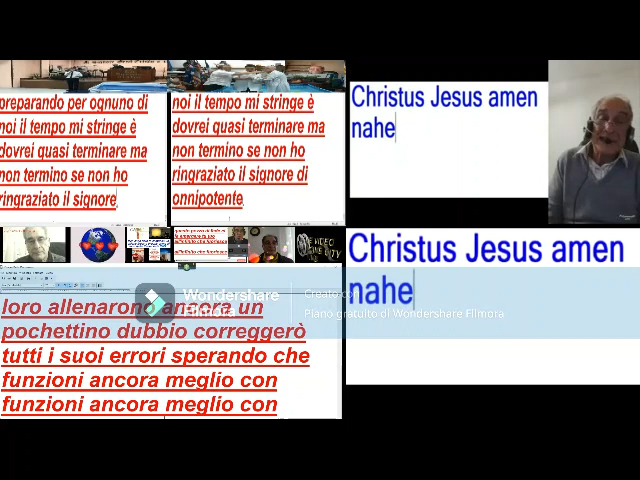 preparando per ognuno di
noi il tempo mi stringe è
dovrei quasi terminare ma
non termino se non ho
ringraziato il signore
noi il tempo mi stringe è
dovrei quasi terminare ma
non termino se non ho
ringraziato il signore di
onnipotente
Christus Jesus amen
nahe
Christus Jesus amen
nahe
loro allenarono ancora un
pochettino dubbio correggerò
tutti i suoi errori sperando che
funzioni ancora meglio con
funzioni ancora meglio con
Wondershare
Filmora
Creato con
Piano gratuito di Wondershare Filmora